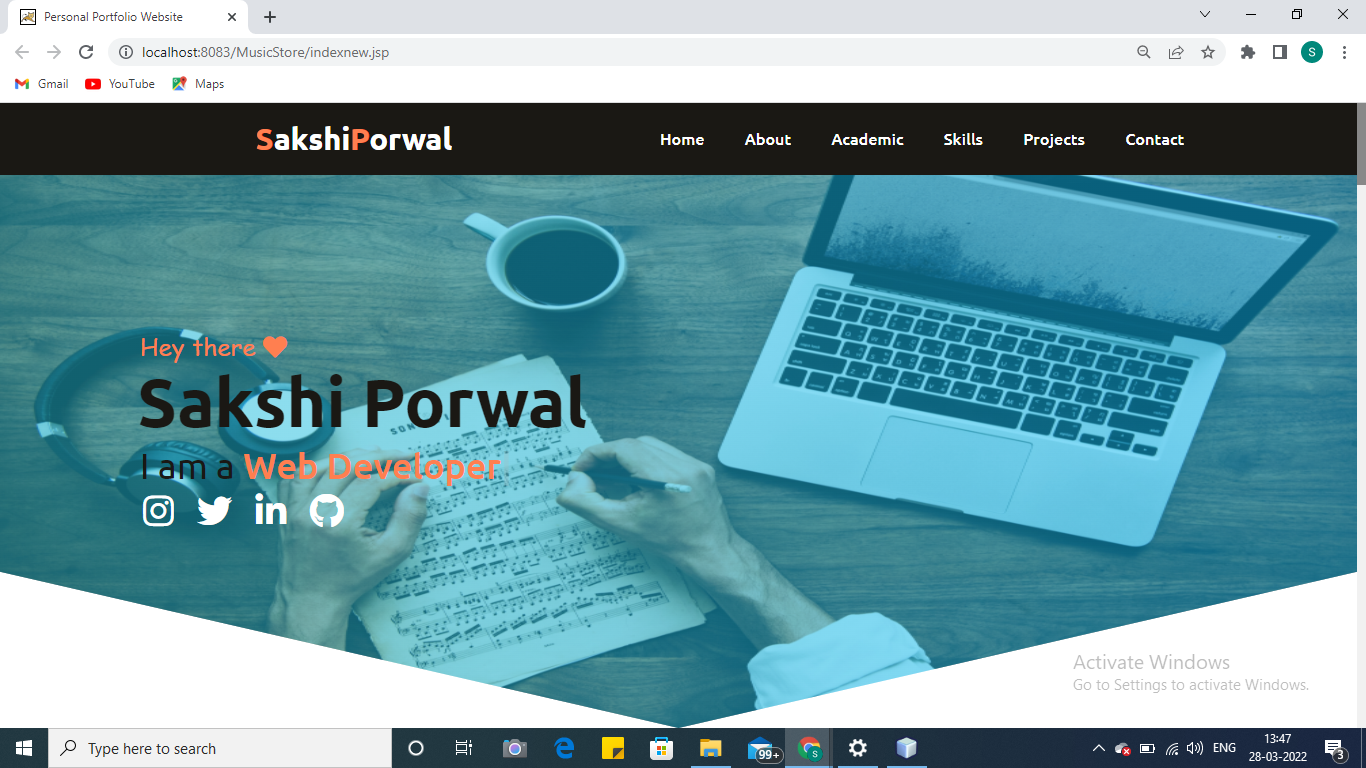 Personal Portfolio Website
localhost:8083/MusicStore/indexnew.jsp
S
Gmail YouTube Maps
SakshiPorwal Home About Academic Skills Projects Contact
Hey there
Sakshi Porwal
I am a Web Developer
Activate Windows
Go to Settings to activate Windows.
Type here to search
99+
S
ENG
13:47
28-03-2022
3